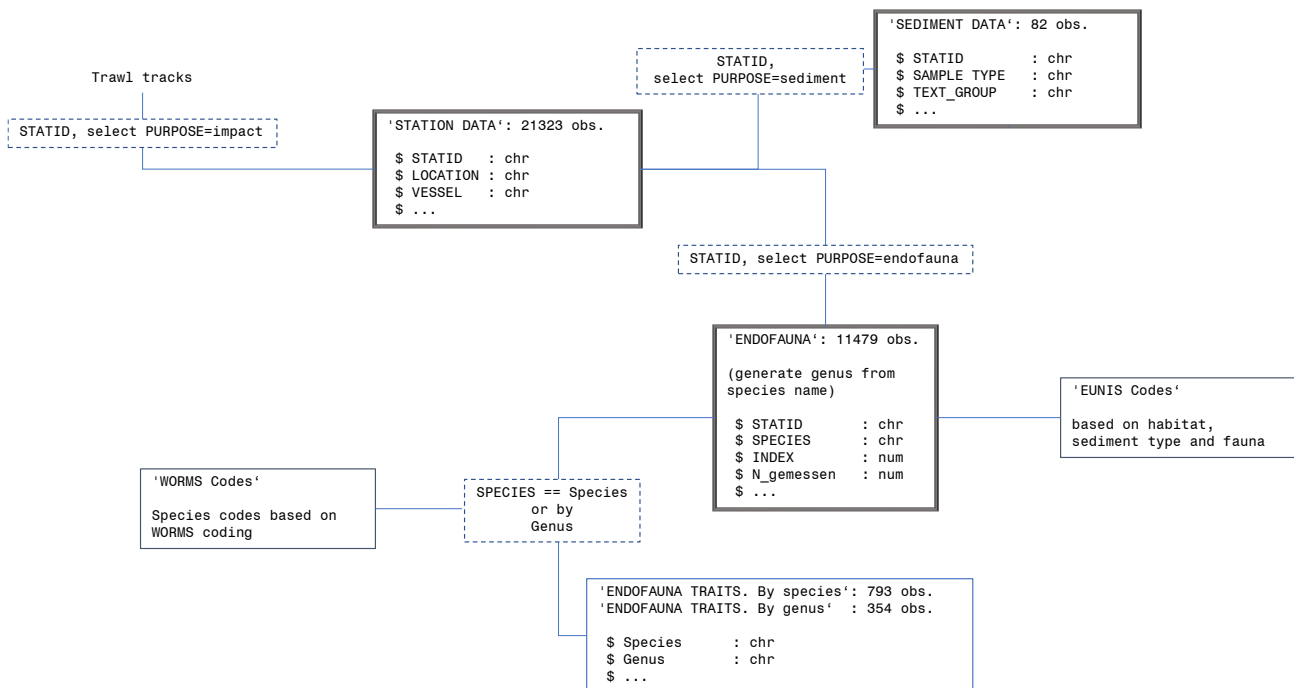 Trawl tracks
STATID, select PURPOSE=impact
'STATION DATA‘: 21323 obs.
$ STATID   : chr
$ LOCATION : chr
$ VESSEL   : chr
$ ...
STATID,
select PURPOSE=sediment
'SEDIMENT DATA‘: 82 obs.
$ STATID      : chr
$ SAMPLE TYPE : chr
$ TEXT_GROUP  : chr
$ ...
STATID, select PURPOSE=endofauna
'ENDOFAUNA‘: 11479 obs.
(generate genus from
species name)
$ STATID     : chr
$ SPECIES    : chr
$ INDEX      : num
$ N_gemessen : num
$ ...
'EUNIS Codes‘
based on habitat,
sediment type and fauna
'WORMS Codes‘
Species codes based on
WORMS coding
SPECIES == Species
or by
Genus
'ENDOFAUNA TRAITS. By species‘: 793 obs.
'ENDOFAUNA TRAITS. By genus‘  : 354 obs.
$ Species     : chr
$ Genus       : chr
$ ...